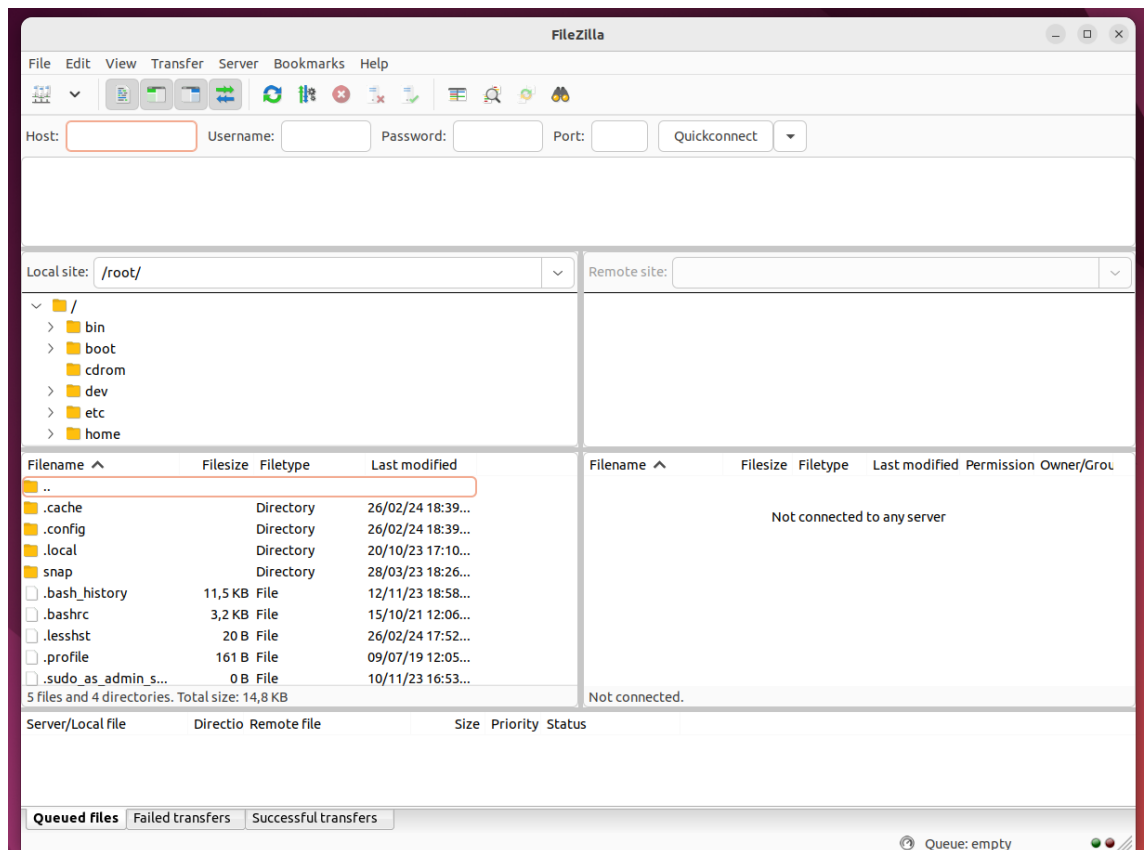 FileZilla
File Edit View Transfer Server Bookmarks Help
Host: Username: Password: Port: Quickconnect
Local site: /root/
Remote site:
/
bin
boot
cdrom
dev
etc
home
Filename Filesize Filetype Last modified
..
.cache Directory 26/02/24 18:39...
.config Directory 26/02/24 18:39...
.local Directory 20/10/23 17:10...
snap Directory 28/03/23 18:26...
.bash_history 11,5 KB File 12/11/23 18:58...
.bashrc 3,2 KB File 15/10/21 12:06...
.lesshst 20 B File 26/02/24 17:52...
.profile 161 B File 09/07/19 12:05...
.sudo_as_admin_s... 0 B File 10/11/23 16:53...
5 files and 4 directories. Total size: 14,8 KB
Filename Filesize Filetype Last modified Permission Owner/Grou
Not connected to any server
Not connected.
Server/Local file Directio Remote file Size Priority Status
Queued files Failed transfers Successful transfers
Queue: empty